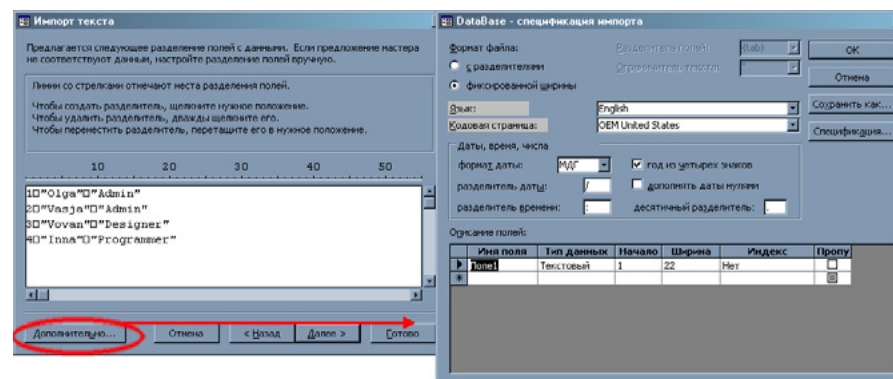 Импорт текста
Предлагается следующее разделение полей с данными. Если предложение мастера
не соответствуют данным, настройте разделение полей вручную.
Линии со стрелками отмечают места разделения полей.
Чтобы создать разделитель, щелкните нужное положение.
Чтобы удалить разделитель, дважды щелкните его.
Чтобы переместить разделитель, перетащите его в нужное положение.
10 20 30 40 50
1□"Olga"□"Admin"
2□"Vasja"□"Admin"
3□"Vovan"□"Designer"
4□"Inna"□"Programmer"
Дополнительно... Отмена < Назад Далее > Готово
DataBase - спецификация импорта
Формат файла: Разделитель полей: {tab} OK
с разделителями Ограничитель текста: "
фиксированной ширины Отмена
Язык: English Сохранить как...
Кодовая страница: OEM United States Спецификация...
Даты, время, числа
формат даты: МДГ год из четырех знаков
разделитель даты: / дополнять даты нулями
разделитель времени: : десятичный разделитель: .
Описание полей:
Имя поля Тип данных Начало Ширина Индекс Пропу
Поле1 Текстовый 1 22 Нет